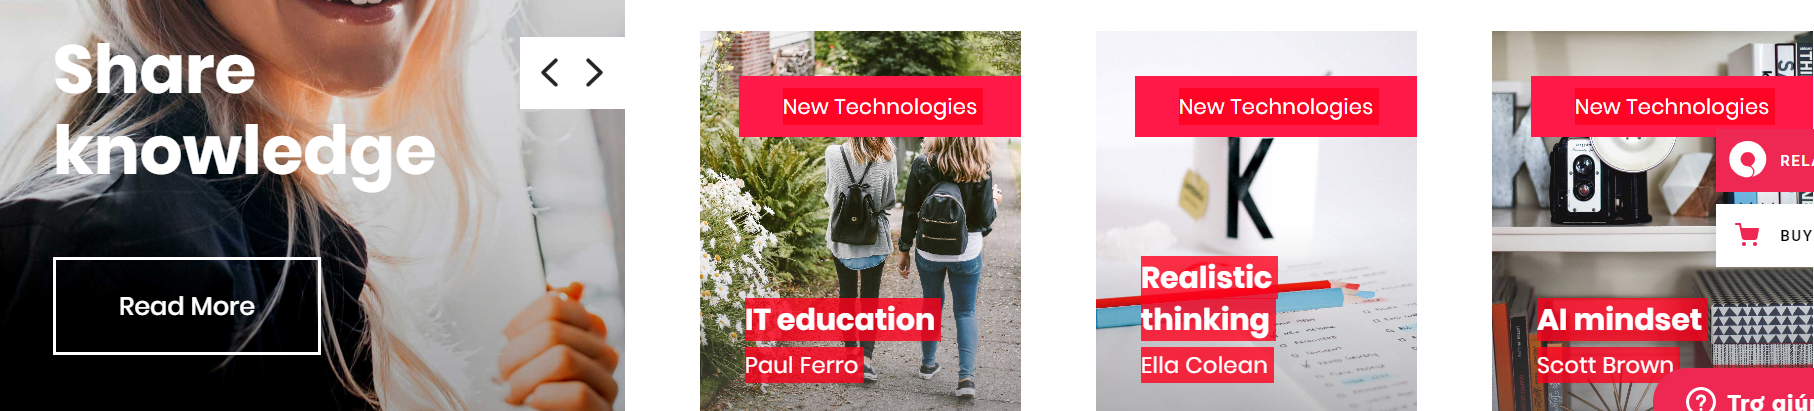 Share
knowledge
Read More
New Technologies
IT education
Paul Ferro
New Technologies
K
Realistic
thinking
Ella Colean
New Technologies
AI mindset
Scott Brown
BUY